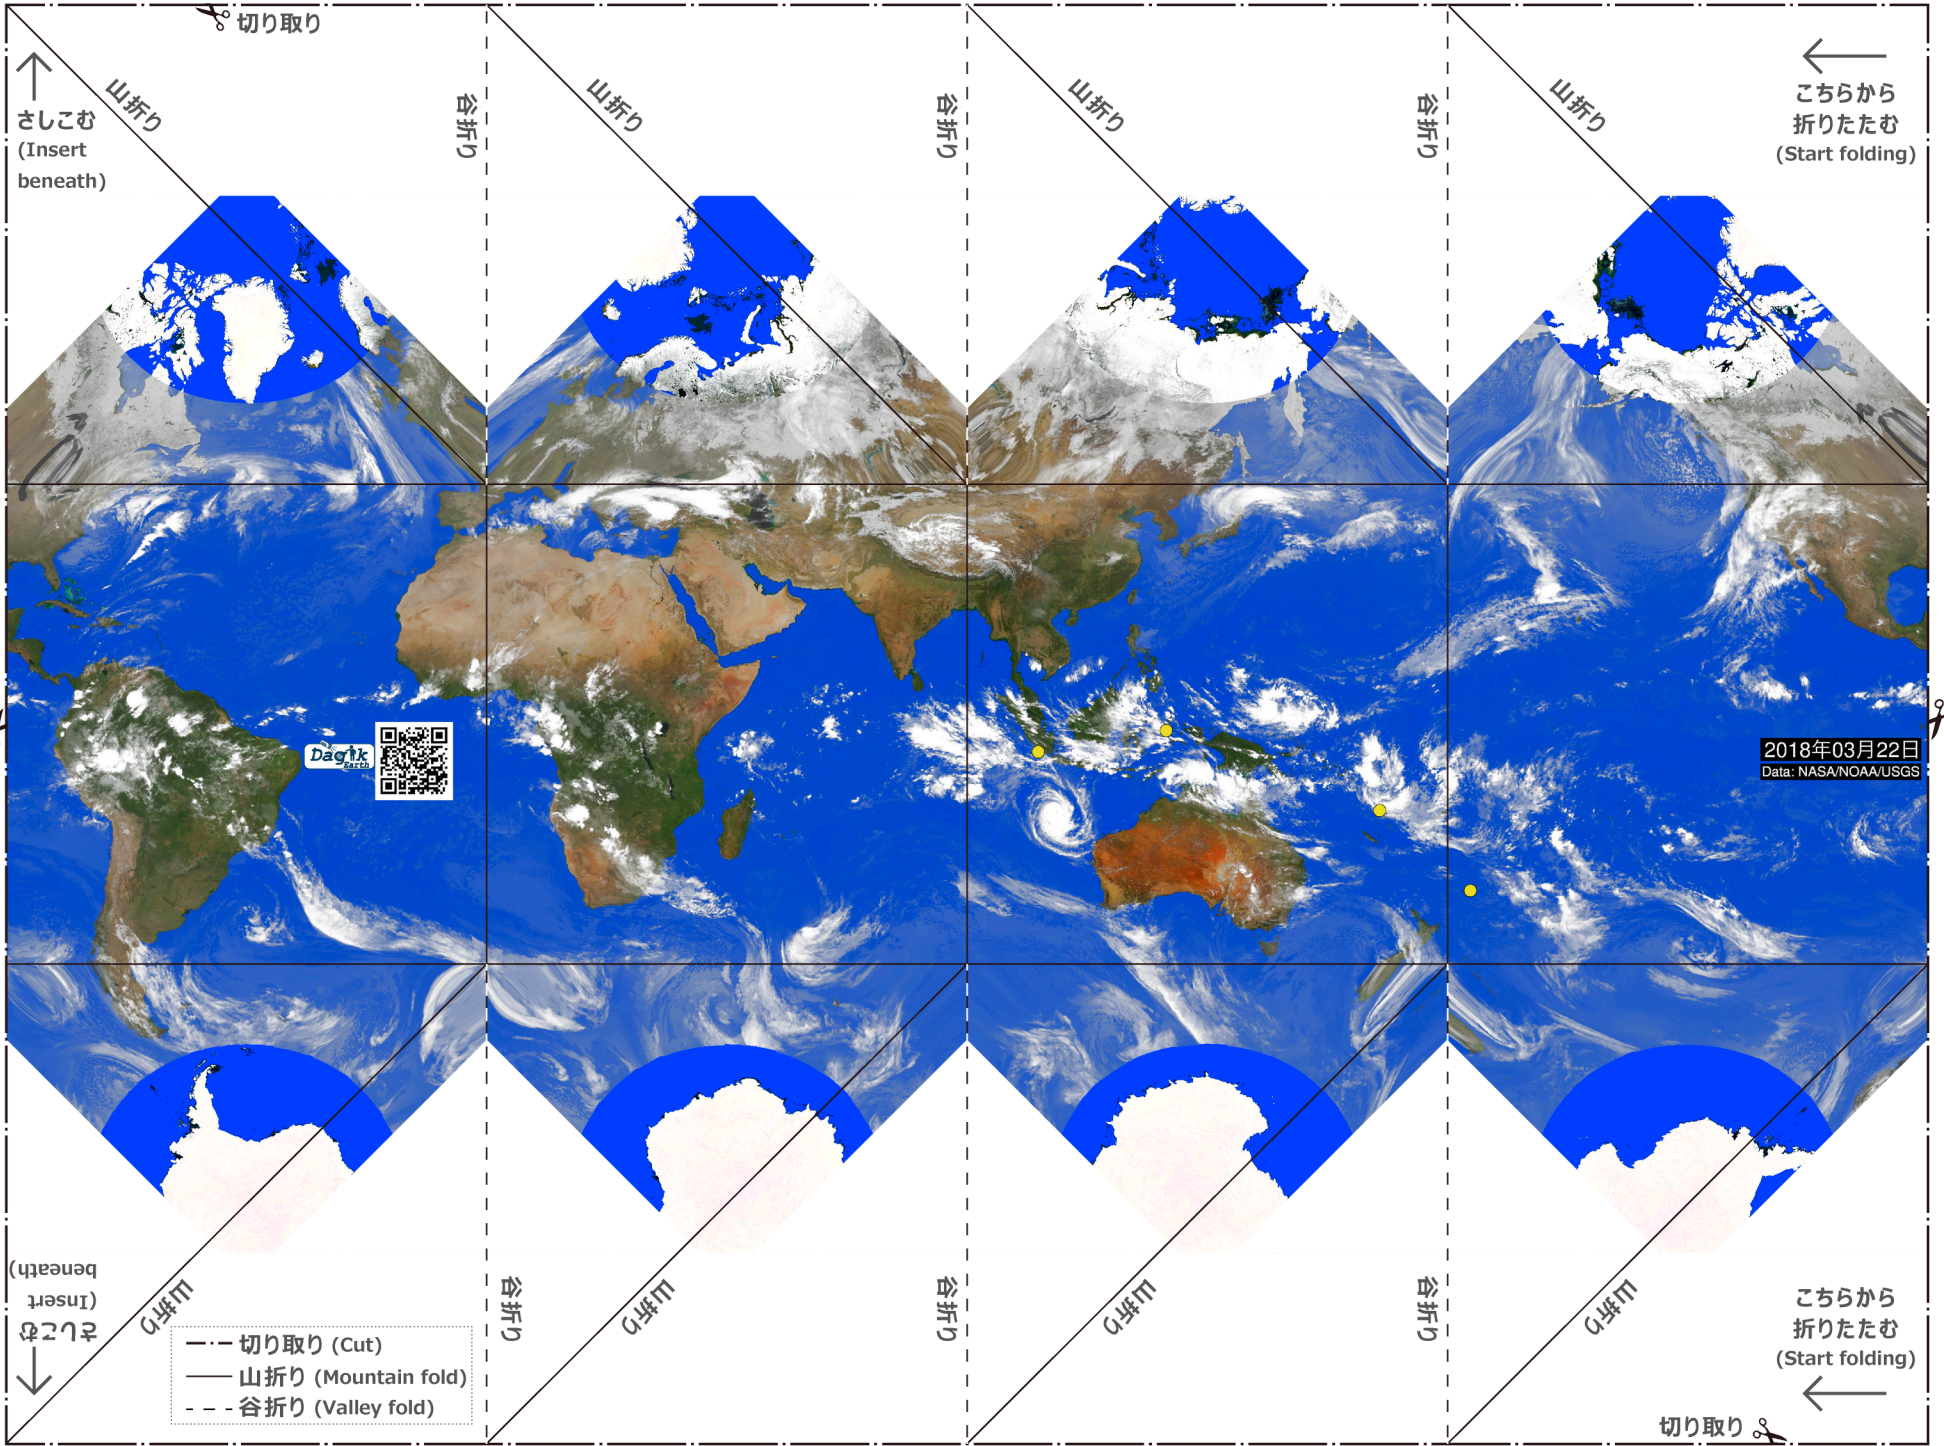 切り取り
さしこむ
(Insert
beneath)
山折り
谷折り
山折り
谷折り
山折り
谷折り
山折り
こちらから
折りたたむ
(Start folding)
Dagik
Earth
2018年03月22日
Data: NASA/NOAA/USGS
さしこむ
(Insert
beneath)
山折り
谷折り
山折り
谷折り
山折り
谷折り
山折り
こちらから
折りたたむ
(Start folding)
切り取り (Cut)
山折り (Mountain fold)
谷折り (Valley fold)
切り取り